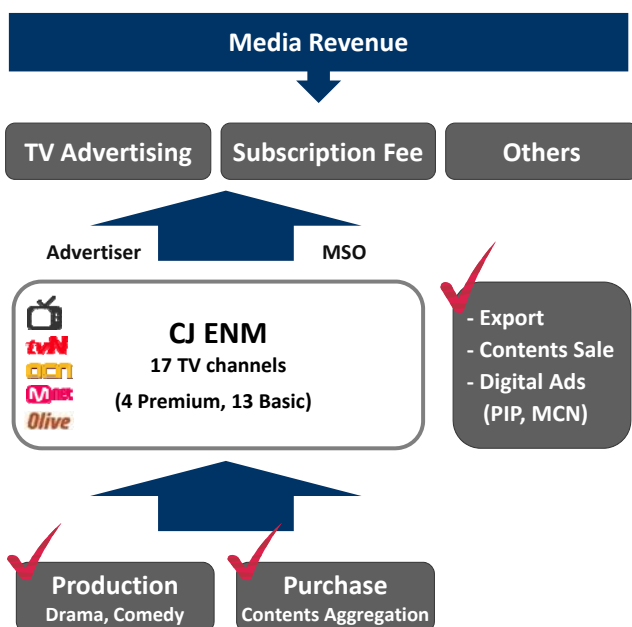 Media Revenue
TV Advertising
Subscription Fee
Others
Advertiser
MSO
tvN
OCN
Mnet
Olive
CJ ENM
17 TV channels
(4 Premium, 13 Basic)
- Export
- Contents Sale
- Digital Ads
(PIP, MCN)
Production
Drama, Comedy
Purchase
Contents Aggregation